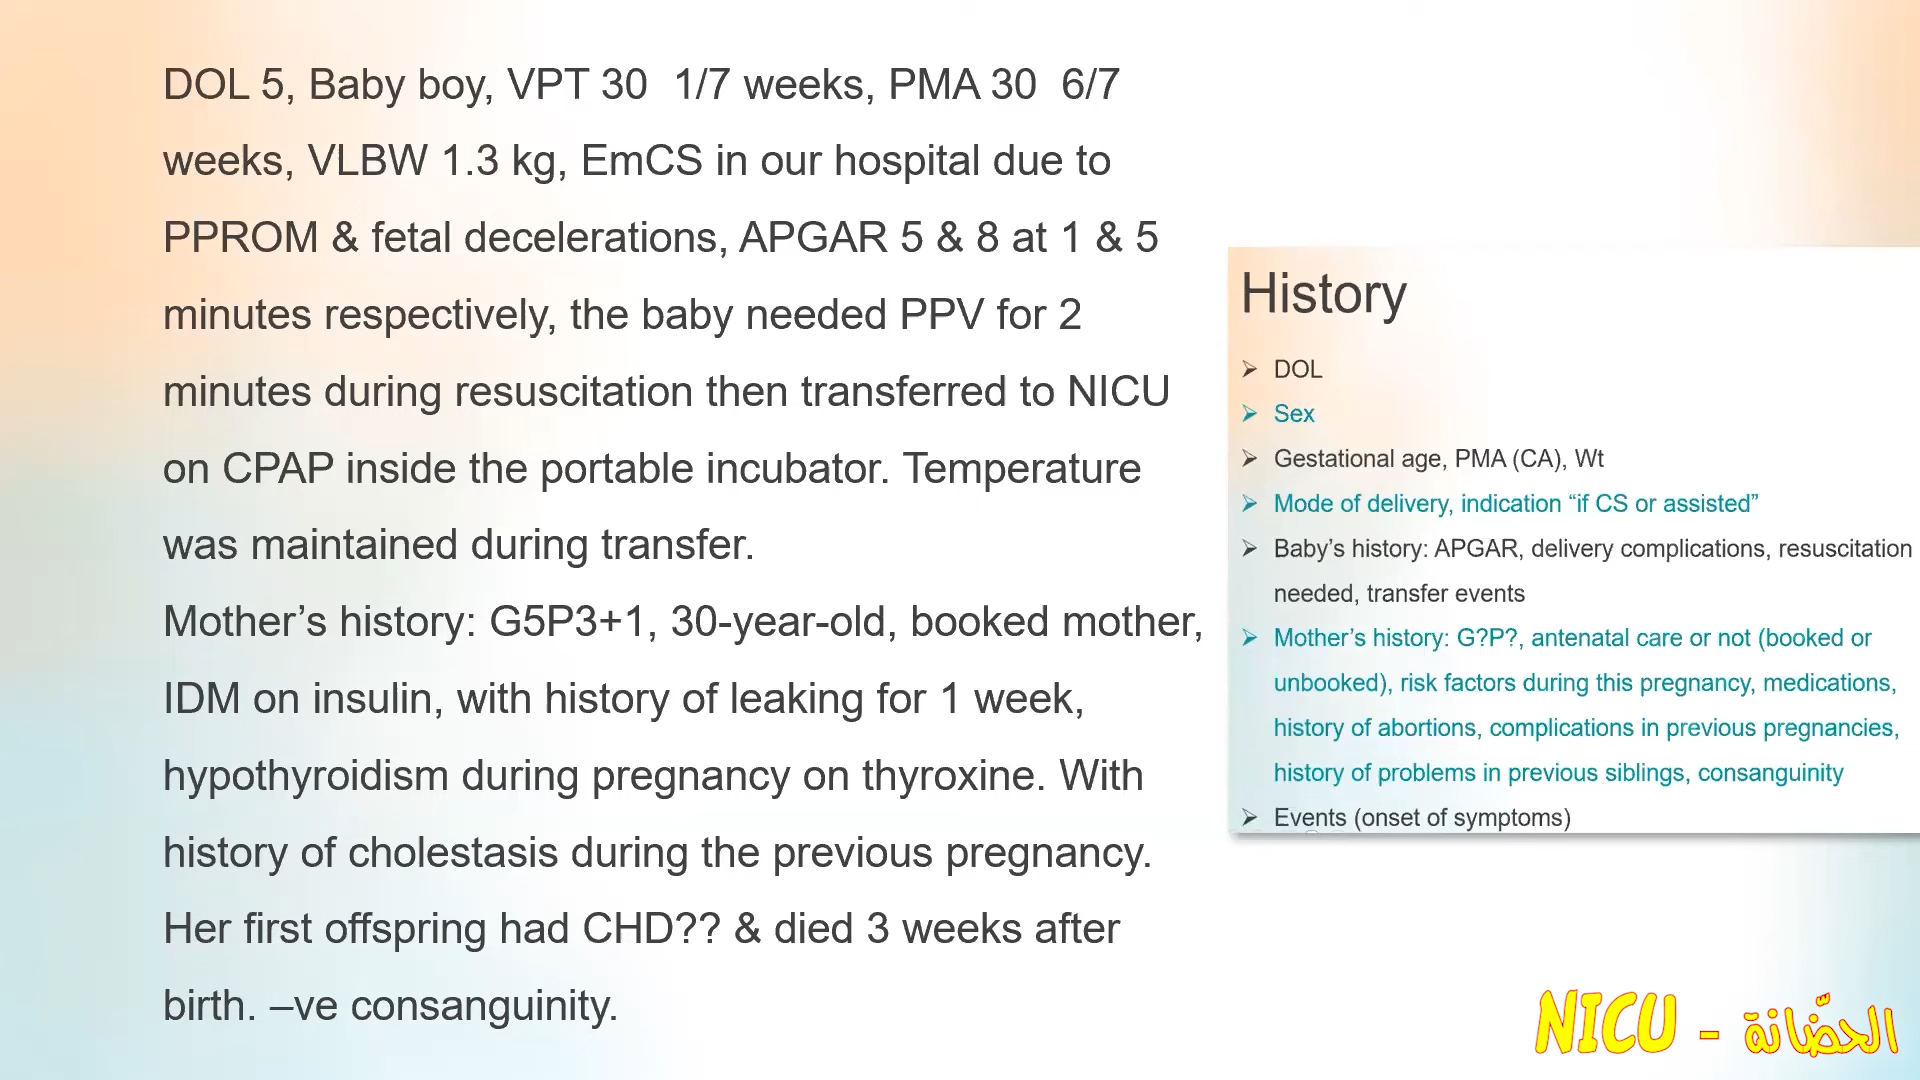 DOL 5, Baby boy, VPT 30  1/7 weeks, PMA 30  6/7
weeks, VLBW 1.3 kg, EmCS in our hospital due to
PPROM & fetal decelerations, APGAR 5 & 8 at 1 & 5
minutes respectively, the baby needed PPV for 2
minutes during resuscitation then transferred to NICU
on CPAP inside the portable incubator. Temperature
was maintained during transfer.
Mother’s history: G5P3+1, 30-year-old, booked mother,
IDM on insulin, with history of leaking for 1 week,
hypothyroidism during pregnancy on thyroxine. With
history of cholestasis during the previous pregnancy.
Her first offspring had CHD?? & died 3 weeks after
birth. –ve consanguinity.
History
➢ DOL
➢ Sex
➢ Gestational age, PMA (CA), Wt
➢ Mode of delivery, indication “if CS or assisted”
➢ Baby’s history: APGAR, delivery complications, resuscitation
needed, transfer events
➢ Mother’s history: G?P?, antenatal care or not (booked or
unbooked), risk factors during this pregnancy, medications,
history of abortions, complications in previous pregnancies,
history of problems in previous siblings, consanguinity
➢ Events (onset of symptoms)
NICU - الحضّانة